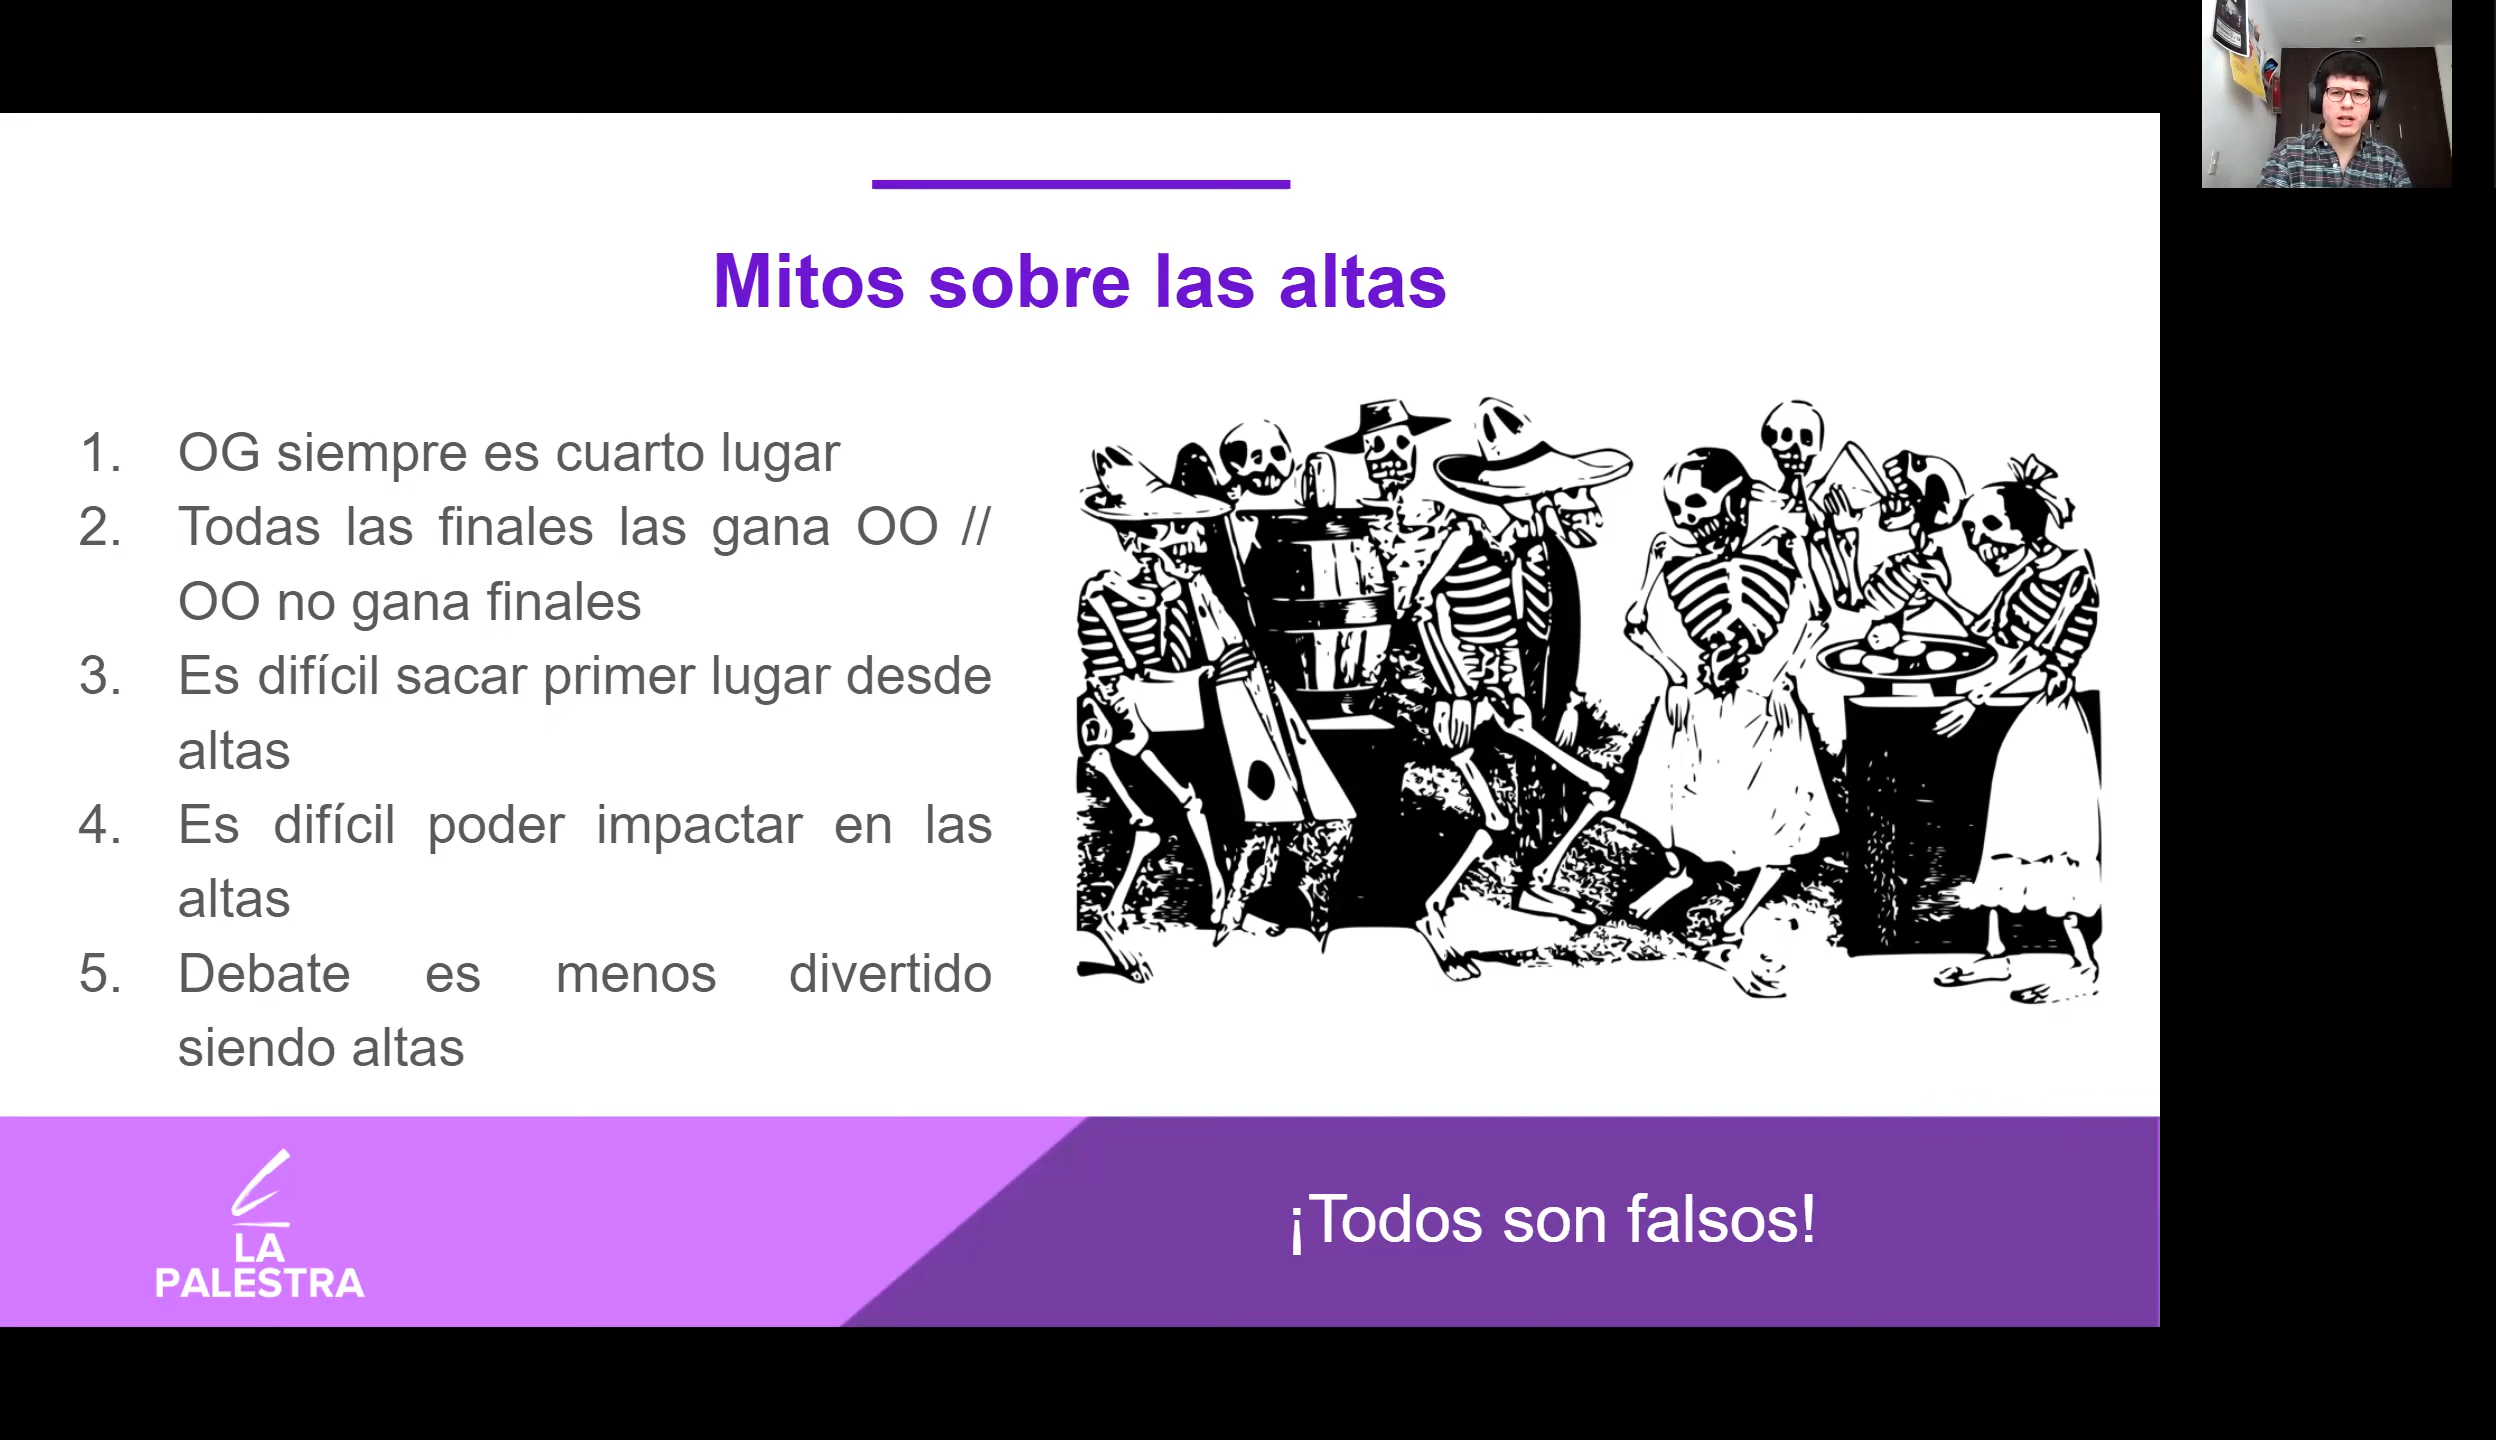 Mitos sobre las altas
1. OG siempre es cuarto lugar
2. Todas las finales las gana OO //
OO no gana finales
3. Es difícil sacar primer lugar desde
altas
4. Es difícil poder impactar en las
altas
5. Debate es menos divertido
siendo altas
LA
PALESTRA
¡Todos son falsos!